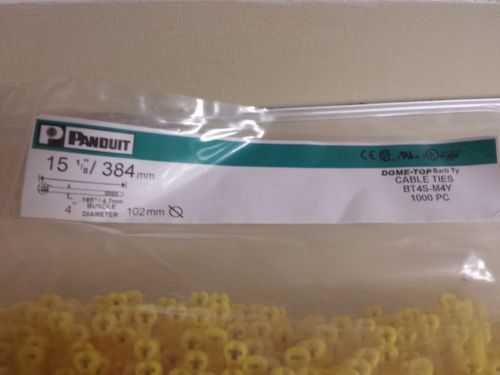 PANDUIT
15 1/8"/ 384mm
L
.185"/4.7mm
4" BUNDLE DIAMETER 102mm
DOME-TOP Barb Ty
CABLE TIES
BT4S-M4Y
1000 PC